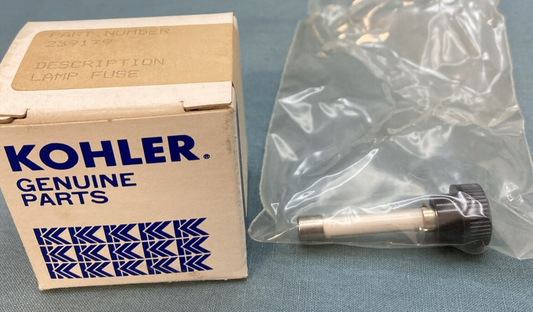 PART NUMBER
239179
DESCRIPTION
LAMP FUSE
KOHLER®
GENUINE
PARTS